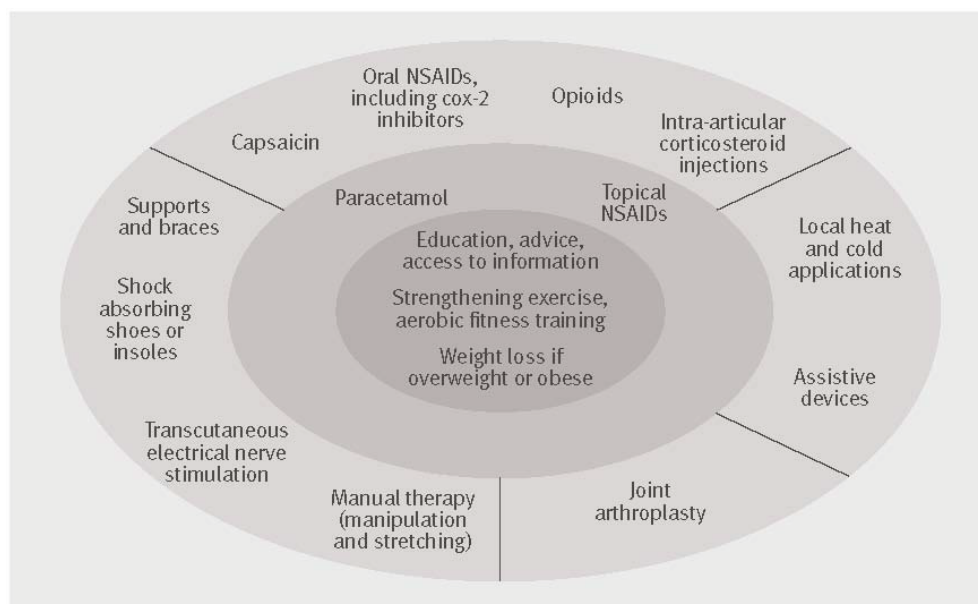 Oral NSAIDs,
including cox-2
inhibitors
Opioids
Capsaicin
Intra-articular
corticosteroid
injections
Paracetamol
Topical
NSAIDs
Supports
and braces
Education, advice,
access to information
Local heat
and cold
applications
Shock
absorbing
shoes or
insoles
Strengthening exercise,
aerobic fitness training
Weight loss if
overweight or obese
Assistive
devices
Transcutaneous
electrical nerve
stimulation
Manual therapy
(manipulation
and stretching)
Joint
arthroplasty